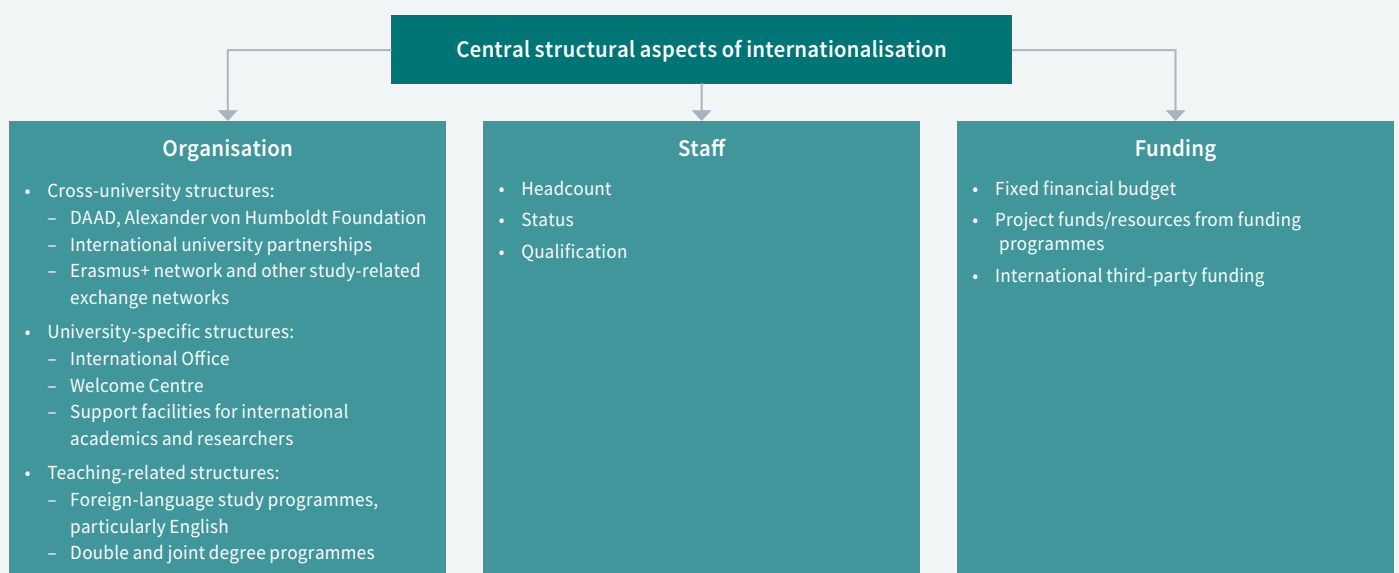 Central structural aspects of internationalisation
Organisation
• Cross-university structures:
– DAAD, Alexander von Humboldt Foundation
– International university partnerships
– Erasmus+ network and other study-related
exchange networks
• University-specific structures:
– International Office
– Welcome Centre
– Support facilities for international
academics and researchers
• Teaching-related structures:
– Foreign-language study programmes,
particularly English
– Double and joint degree programmes
Staff
• Headcount
• Status
• Qualification
Funding
• Fixed financial budget
• Project funds/resources from funding
programmes
• International third-party funding